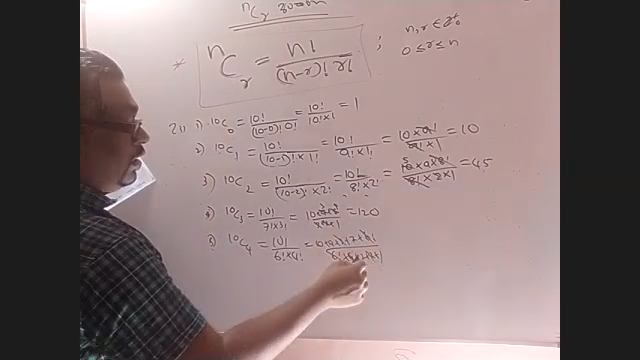 ⁿCᵣ
* ⁿCᵣ = n! / (n-r)! r! ;
n, r ∈
0 ≤ r ≤ n
1) ¹⁰C₀ = 10! / (10-0)! 0! = 10! / 10! × 1 = 1
2) ¹⁰C₁ = 10! / (10-1)! × 1! = 10! / 9! × 1! = 10 × 9! / 9! × 1 = 10
3) ¹⁰C₂ = 10! / (10-2)! × 2! = 10! / 8! 2! = 10 × 9 × 8! / 8! × 2 × 1 = 45
4) ¹⁰C₃ = 10! / 7! × 3! = 120
5) ¹⁰C₄ = 10! / 6! × 4! =